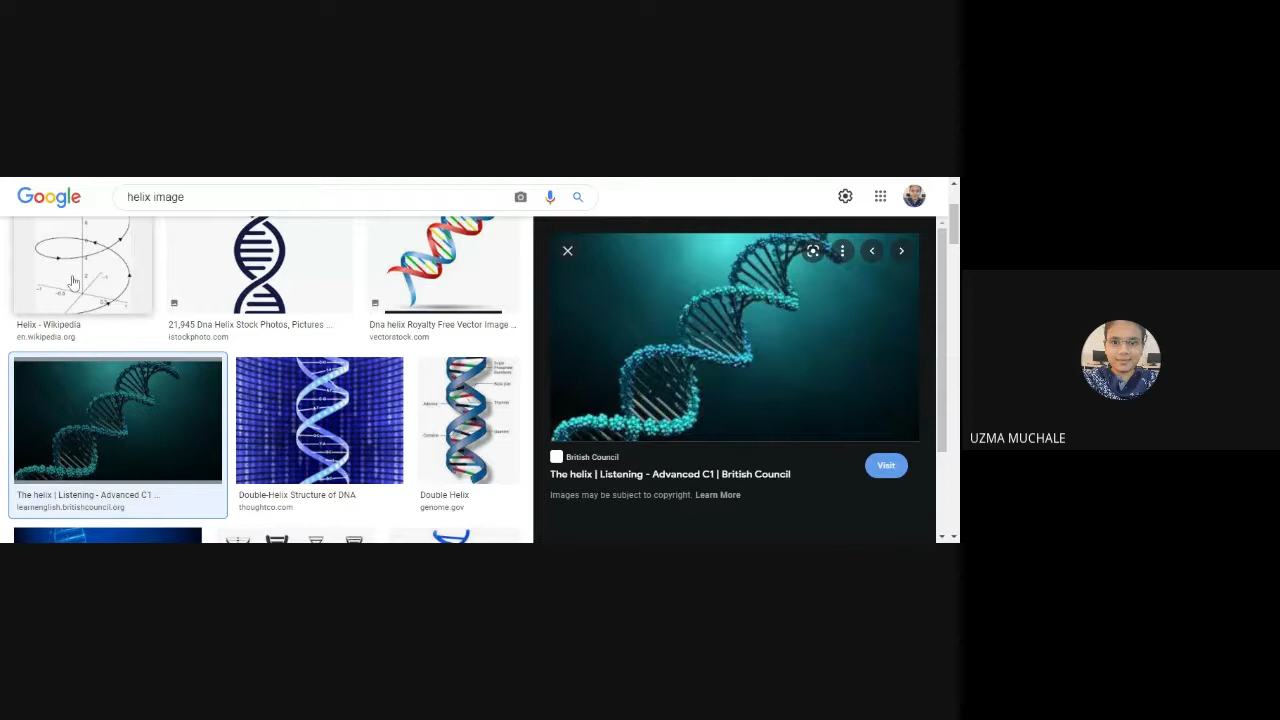 Google
helix image
Helix - Wikipedia
en.wikipedia.org
21,945 Dna Helix Stock Photos, Pictures ...
istockphoto.com
Dna helix Royalty Free Vector Image ...
vectorstock.com
The helix | Listening - Advanced C1 ...
learnenglish.britishcouncil.org
Double-Helix Structure of DNA
thoughtco.com
Double Helix
genome.gov
British Council
The helix | Listening - Advanced C1 | British Council
Visit
Images may be subject to copyright. Learn More
UZMA MUCHALE